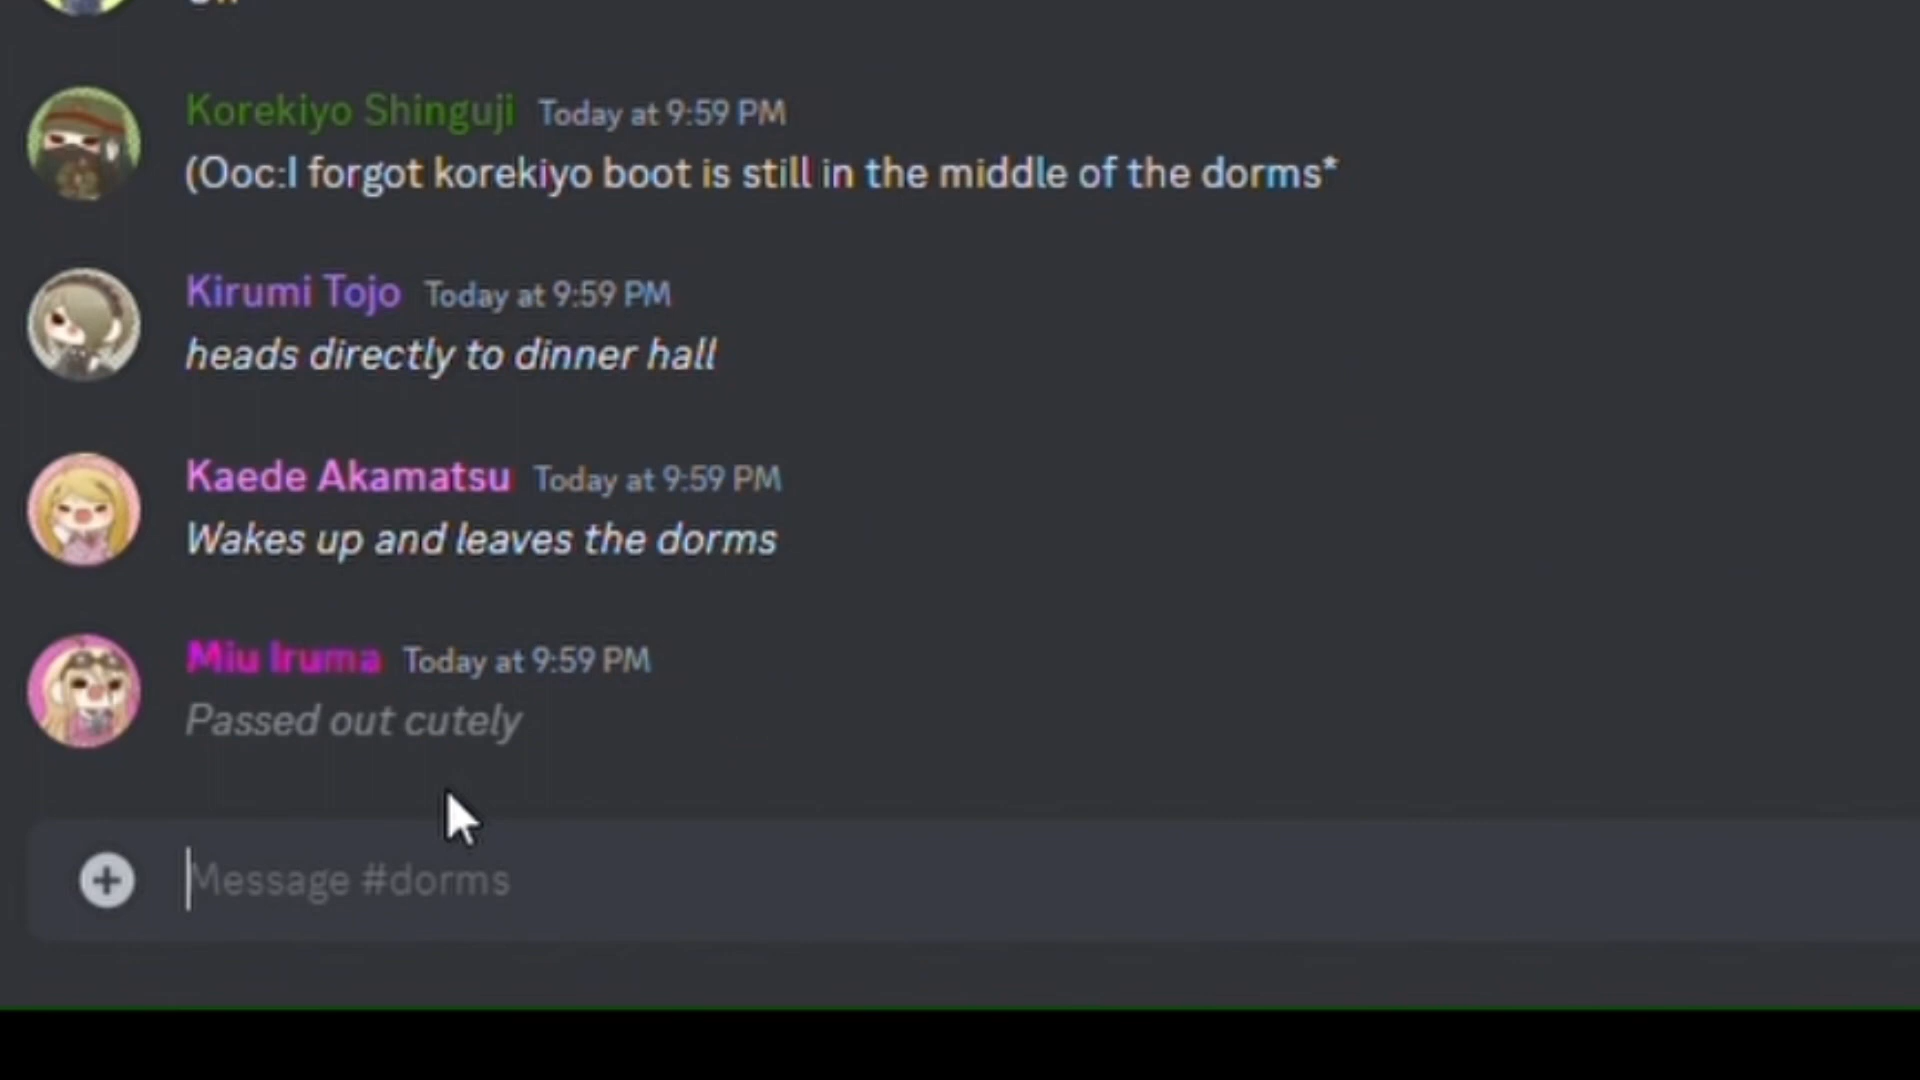 Korekiyo Shinguji Today at 9:59 PM
(Ooc:I forgot korekiyo boot is still in the middle of the dorms*
Kirumi Tojo Today at 9:59 PM
heads directly to dinner hall
Kaede Akamatsu Today at 9:59 PM
Wakes up and leaves the dorms
Miu Iruma Today at 9:59 PM
Passed out cutely
Message #dorms